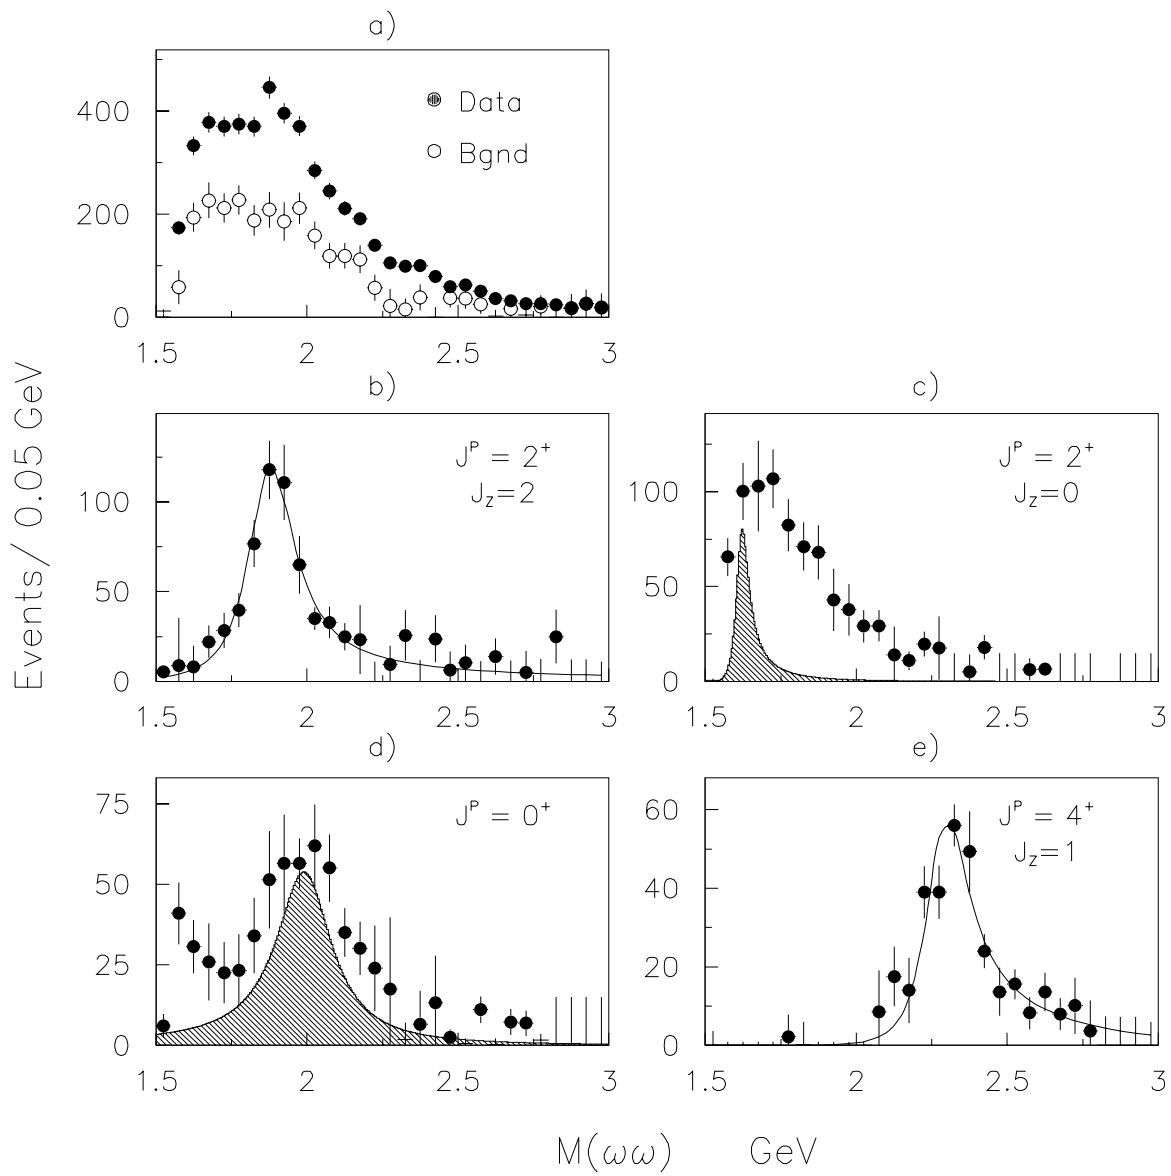 a)
400
200
0
Data
Bgnd
1.5 2 2.5 3
Events/ 0.05 GeV
b)
100
50
0
J^P = 2^+
J_Z=2
1.5 2 2.5 3
c)
100
50
0
J^P = 2^+
J_Z=0
1.5 2 2.5 3
d)
75
50
25
0
J^P = 0^+
1.5 2 2.5 3
e)
60
40
20
0
J^P = 4^+
J_Z=1
1.5 2 2.5 3
M(ωω) GeV